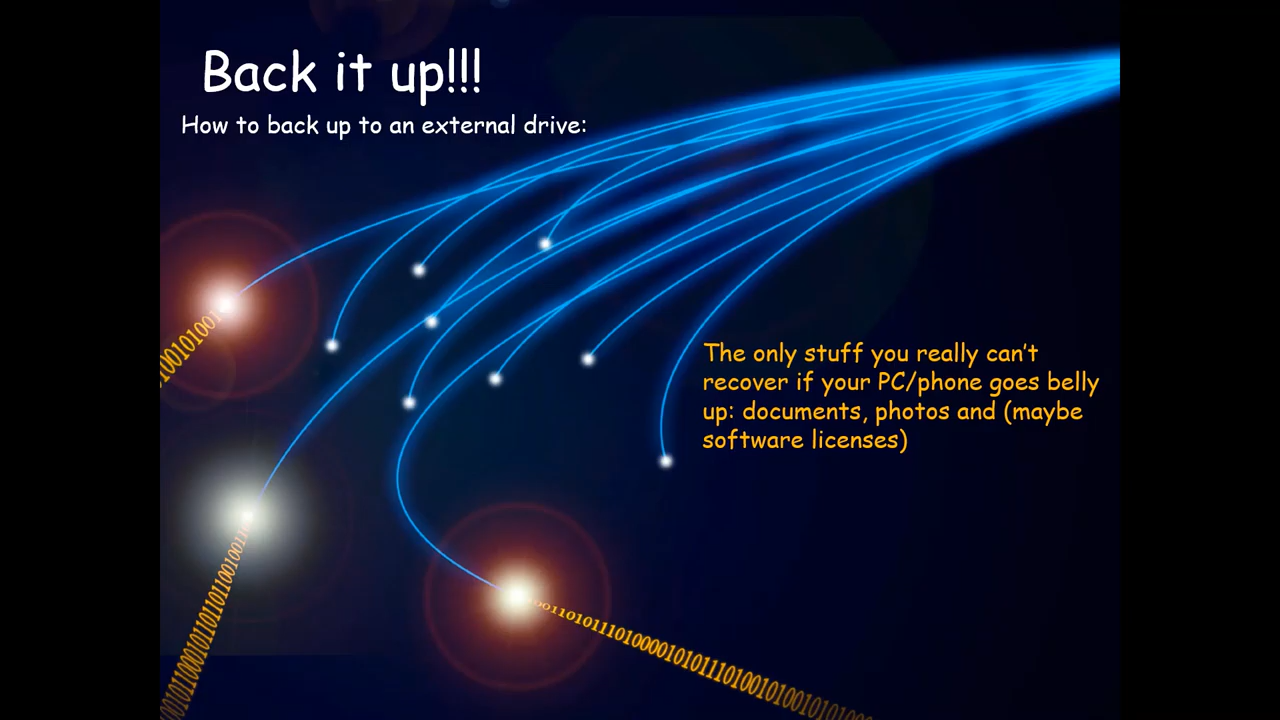 Back it up!!!
How to back up to an external drive:
The only stuff you really can't
recover if your PC/phone goes belly
up: documents, photos and (maybe
software licenses)